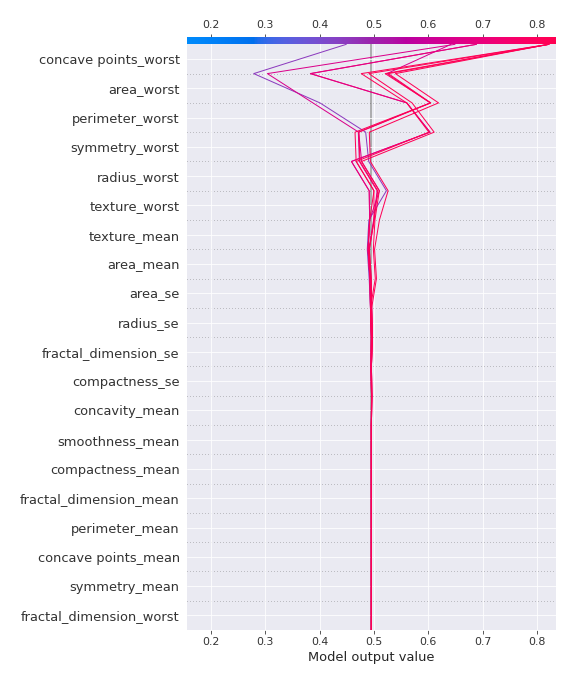 0.2 0.3 0.4 0.5 0.6 0.7 0.8
concave points_worst
area_worst
perimeter_worst
symmetry_worst
radius_worst
texture_worst
texture_mean
area_mean
area_se
radius_se
fractal_dimension_se
compactness_se
concavity_mean
smoothness_mean
compactness_mean
fractal_dimension_mean
perimeter_mean
concave points_mean
symmetry_mean
fractal_dimension_worst
0.2 0.3 0.4 0.5 0.6 0.7 0.8
Model output value